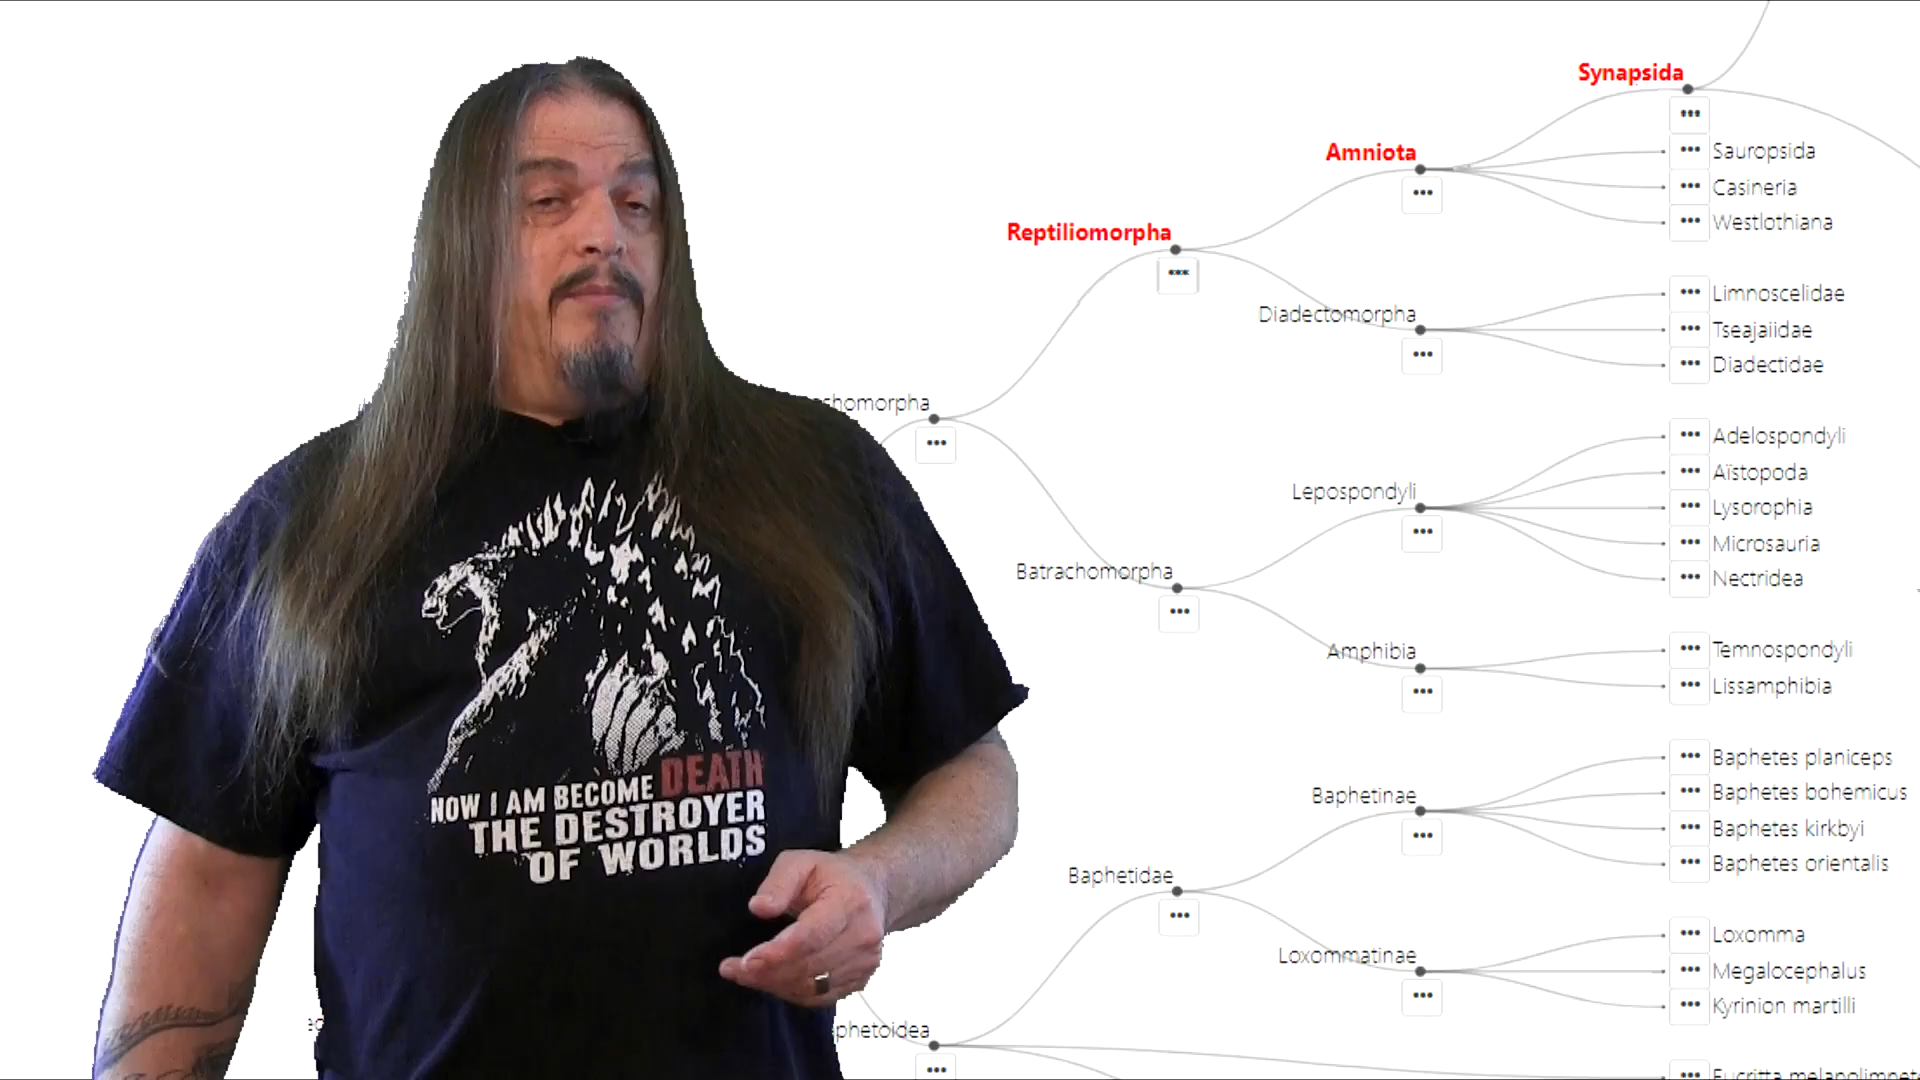 Synapsida
Amniota
Sauropsida
Casineria
Westlothiana
Reptiliomorpha
Limnoscelidae
Diadectomorpha
Tseajaiidae
Diadectidae
chomorpha
Adelospondyli
Aïstopoda
Lepospondyli
Lysorophia
Microsauria
Batrachomorpha
Nectridea
Amphibia
Temnospondyli
Lissamphibia
Baphetes planiceps
Baphetinae
Baphetes bohemicus
Baphetes kirkbyi
Baphetidae
Baphetes orientalis
Loxomma
Loxommatinae
Megalocephalus
Kyrinion martilli
phetoidea
NOW I AM BECOME DEATH
THE DESTROYER
OF WORLDS